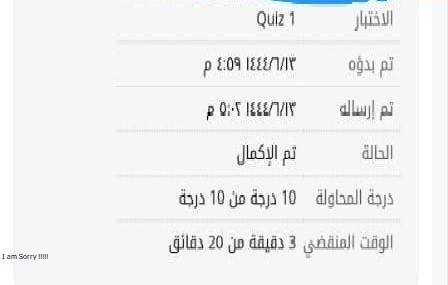 الاختبار Quiz 1
تم بدؤه ١٤٤٤/٦/١٣ ٤:٥٩ م
تم إرساله ١٤٤٤/٦/١٣ ٥:٠٢ م
الحالة تم الإكمال
درجة المحاولة 10 درجة من 10 درجة
الوقت المنقضي 3 دقيقة من 20 دقائق
I am Sorry !!!!!